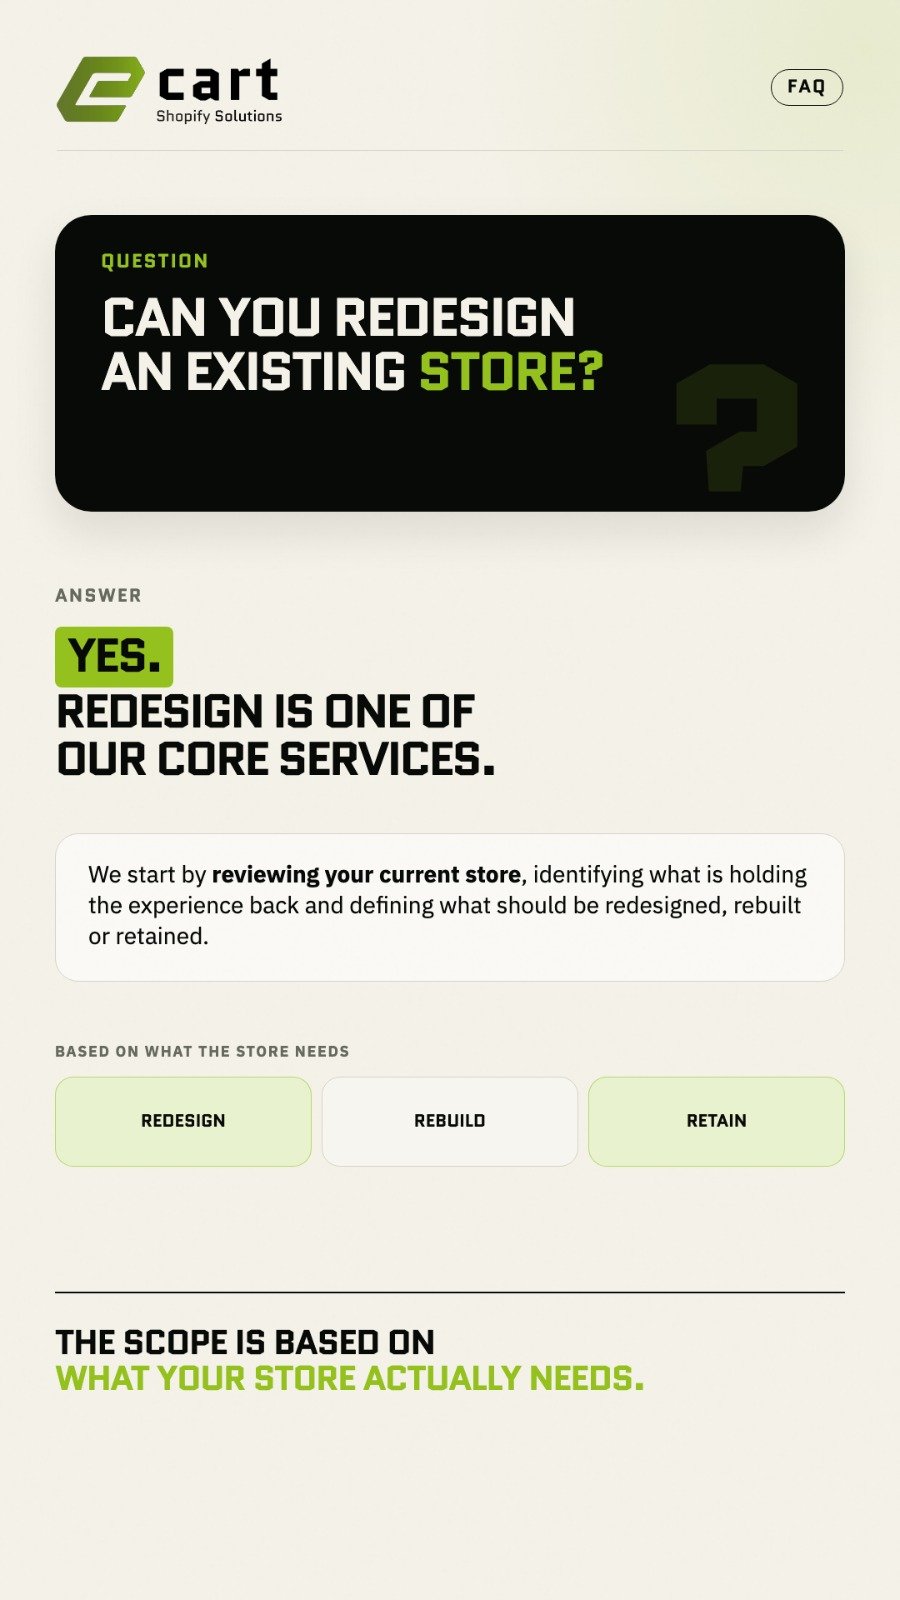 cart
Shopify Solutions
FAQ
QUESTION
CAN YOU REDESIGN
AN EXISTING STORE?
?
ANSWER
YES.
REDESIGN IS ONE OF
OUR CORE SERVICES.
We start by reviewing your current store, identifying what is holding
the experience back and defining what should be redesigned, rebuilt
or retained.
BASED ON WHAT THE STORE NEEDS
REDESIGN
REBUILD
RETAIN
THE SCOPE IS BASED ON
WHAT YOUR STORE ACTUALLY NEEDS.